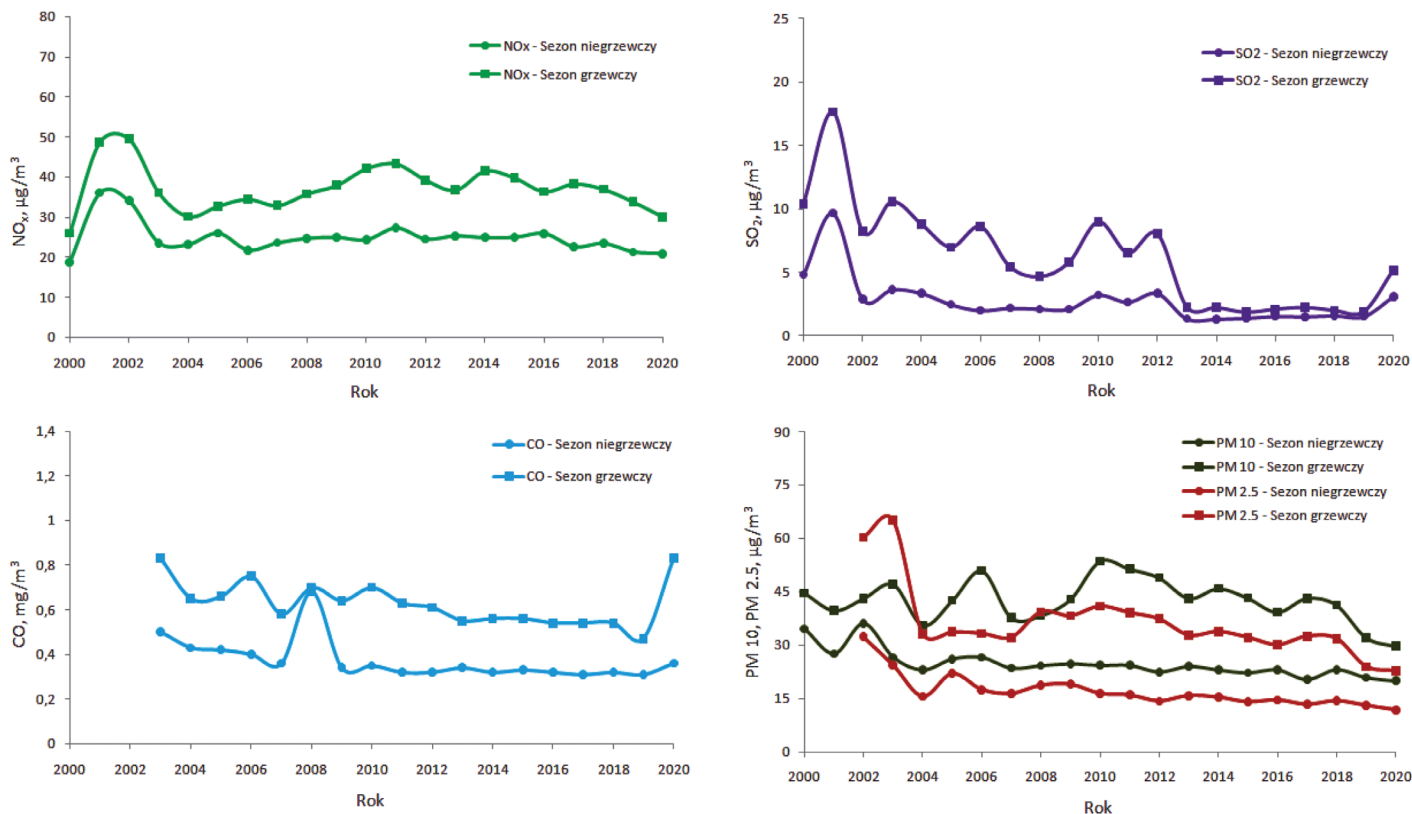 80
70
60
50
40
30
20
10
0
NOx, µg/m³
NOx - Sezon niegrzewczy
NOx - Sezon grzewczy
2000 2002 2004 2006 2008 2010 2012 2014 2016 2018 2020
Rok
25
20
15
10
5
0
SO2, µg/m³
SO2 - Sezon niegrzewczy
SO2 - Sezon grzewczy
2000 2002 2004 2006 2008 2010 2012 2014 2016 2018 2020
Rok
1,4
1,2
1
0,8
0,6
0,4
0,2
0
CO, mg/m³
CO - Sezon niegrzewczy
CO - Sezon grzewczy
2000 2002 2004 2006 2008 2010 2012 2014 2016 2018 2020
Rok
90
75
60
45
30
15
0
PM 10, PM 2.5, µg/m³
PM 10 - Sezon niegrzewczy
PM 10 - Sezon grzewczy
PM 2.5 - Sezon niegrzewczy
PM 2.5 - Sezon grzewczy
2000 2002 2004 2006 2008 2010 2012 2014 2016 2018 2020
Rok